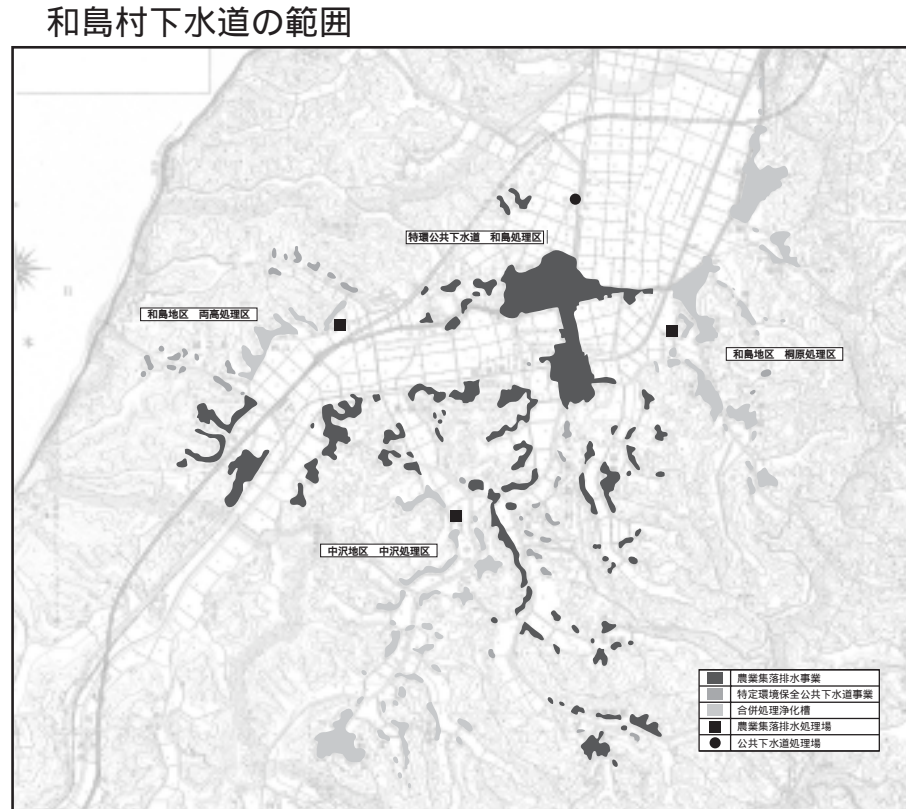 和島村下水道の範囲
特環公共下水道　和島処理区
和島地区　両高処理区
和島地区　桐原処理区
中沢地区　中沢処理区
農業集落排水事業
特定環境保全公共下水道事業
合併処理浄化槽
農業集落排水処理場
公共下水道処理場